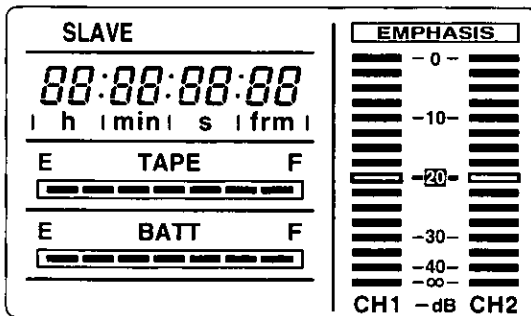 SLAVE
88:88:88:88
h min s frm
E TAPE F
E BATT F
EMPHASIS
0
-10-
-20-
-30-
-40-
-∞-
CH1 -dB CH2